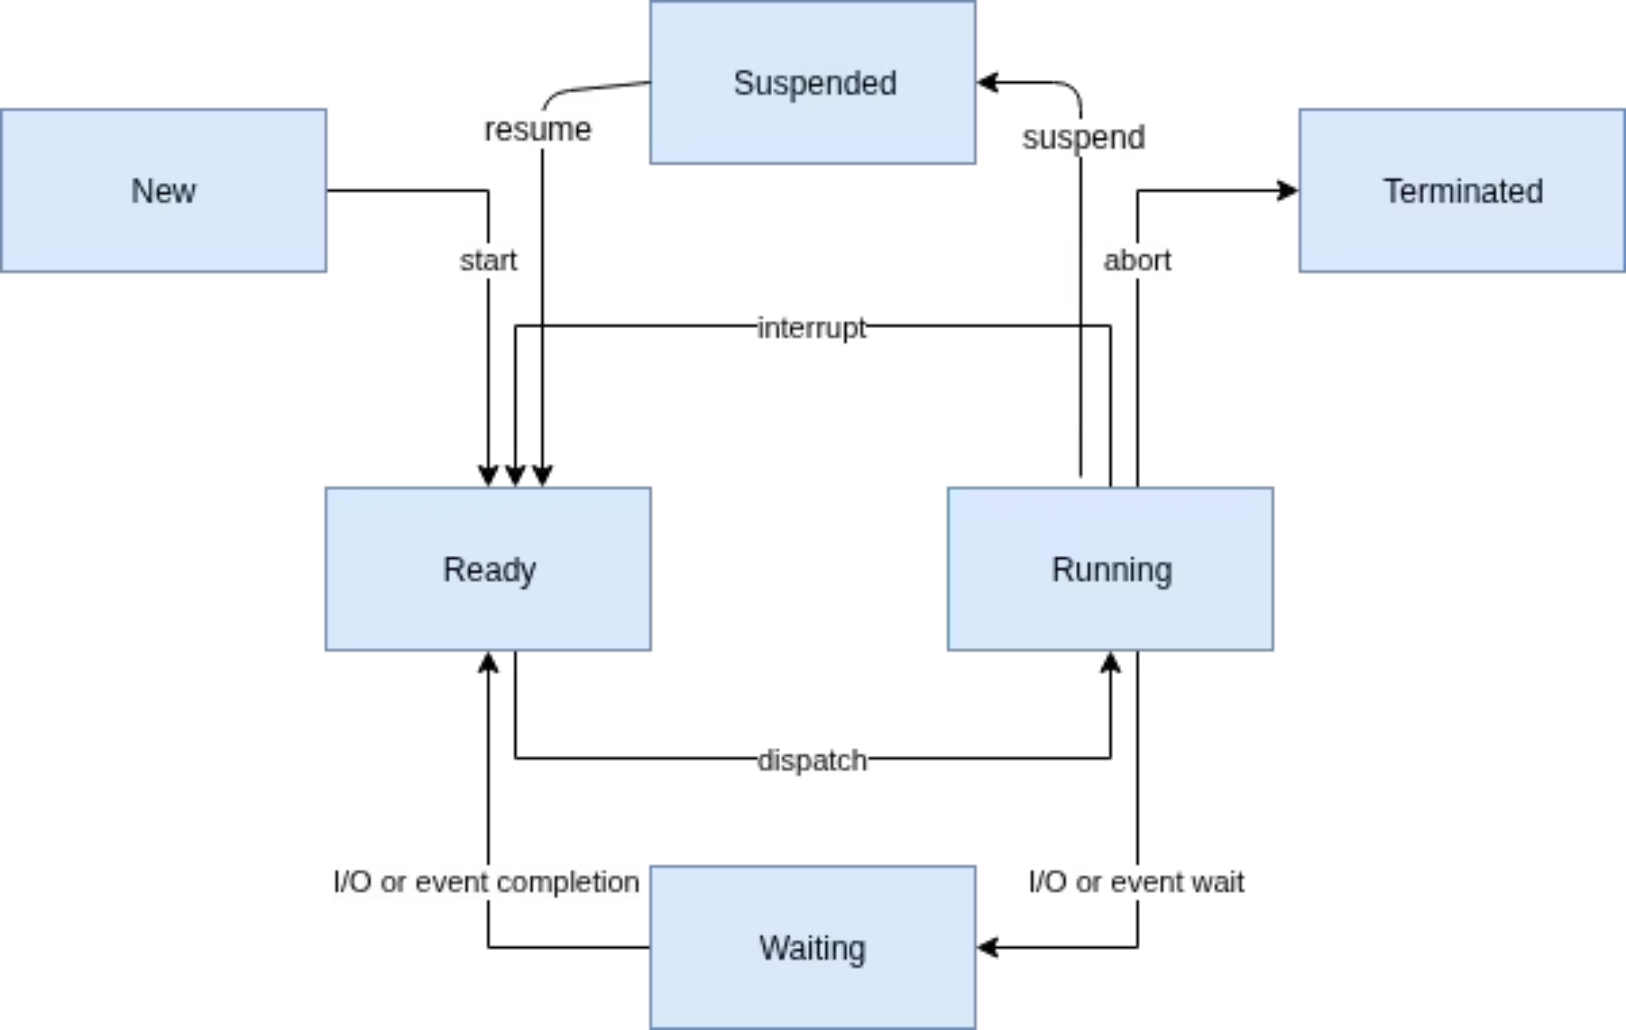 Suspended
resume
suspend
New
Terminated
start
abort
interrupt
Ready
Running
dispatch
I/O or event completion
I/O or event wait
Waiting